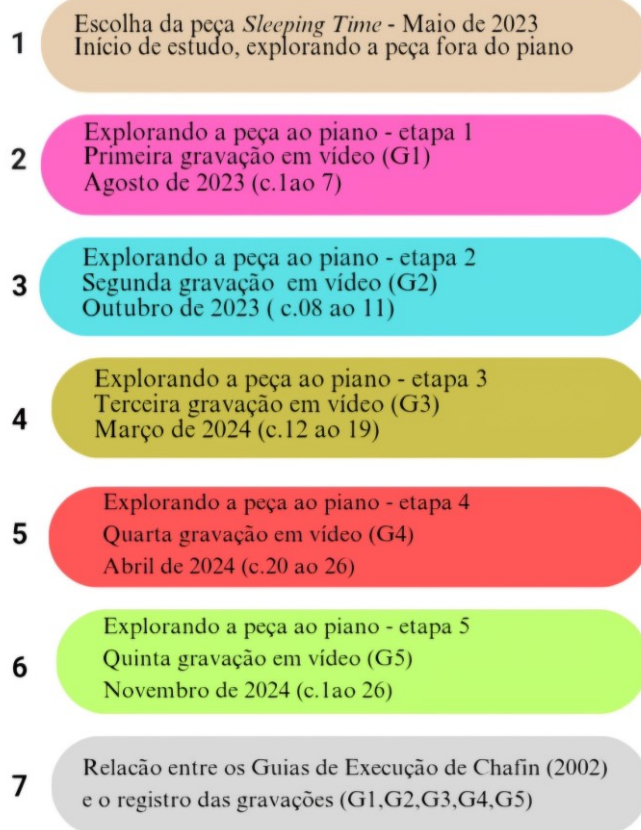 1
Escolha da peça Sleeping Time - Maio de 2023
Início de estudo, explorando a peça fora do piano
2
Explorando a peça ao piano - etapa 1
Primeira gravação em vídeo (G1)
Agosto de 2023 (c.1ao 7)
3
Explorando a peça ao piano - etapa 2
Segunda gravação em vídeo (G2)
Outubro de 2023 ( c.08 ao 11)
4
Explorando a peça ao piano - etapa 3
Terceira gravação em vídeo (G3)
Março de 2024 (c.12 ao 19)
5
Explorando a peça ao piano - etapa 4
Quarta gravação em vídeo (G4)
Abril de 2024 (c.20 ao 26)
6
Explorando a peça ao piano - etapa 5
Quinta gravação em vídeo (G5)
Novembro de 2024 (c.1ao 26)
7
Relacão entre os Guias de Execução de Chafin (2002)
e o registro das gravações (G1,G2,G3,G4,G5)